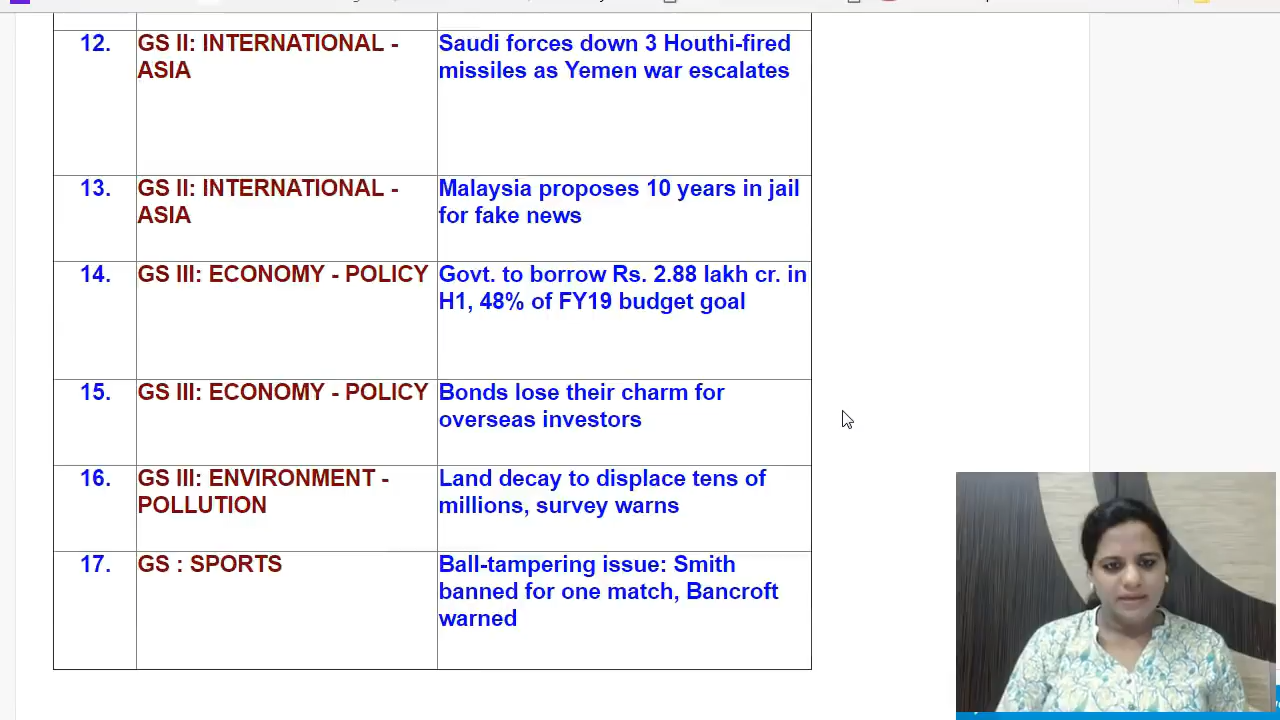 12.
GS II: INTERNATIONAL -
ASIA
Saudi forces down 3 Houthi-fired
missiles as Yemen war escalates
13.
GS II: INTERNATIONAL -
ASIA
Malaysia proposes 10 years in jail
for fake news
14.
GS III: ECONOMY - POLICY
Govt. to borrow Rs. 2.88 lakh cr. in
H1, 48% of FY19 budget goal
15.
GS III: ECONOMY - POLICY
Bonds lose their charm for
overseas investors
16.
GS III: ENVIRONMENT -
POLLUTION
Land decay to displace tens of
millions, survey warns
17.
GS : SPORTS
Ball-tampering issue: Smith
banned for one match, Bancroft
warned